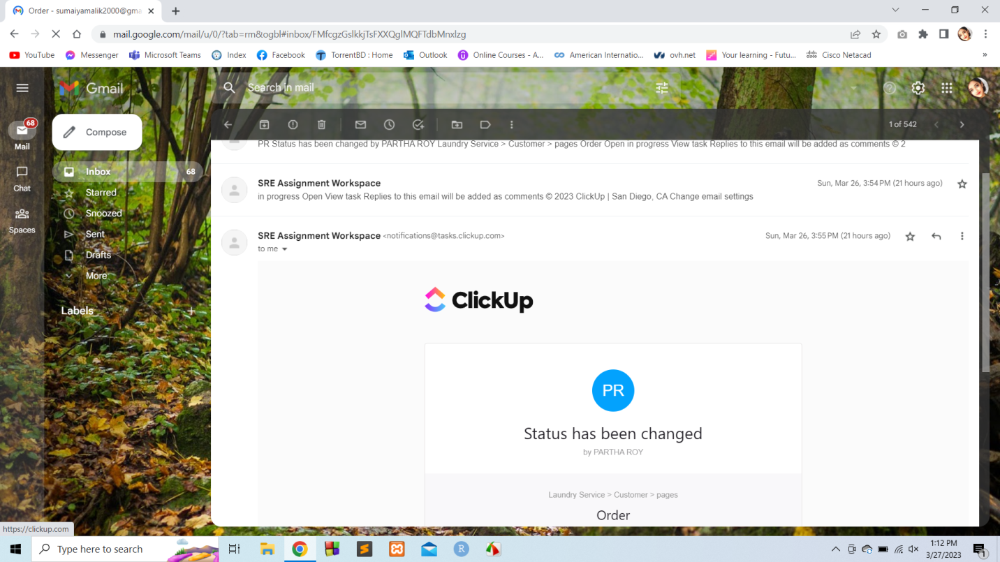 Order - sumaiyamalik2000@gma
mail.google.com/mail/u/0/?tab=rm&ogbl#inbox/FMfcgzGslkkjTsFXXQglMQFTdbMnxlzg
YouTube Messenger Microsoft Teams Index Facebook TorrentBD : Home Outlook Online Courses - A... American Internatio... ovh.net Your learning - Futu... Cisco Netacad »
Gmail
Search in mail
68
Mail
Chat
Spaces
Compose
Inbox 68
Starred
Snoozed
Sent
Drafts
More
Labels
1 of 542
PR Status has been changed by PARTHA ROY Laundry Service > Customer > pages Order Open in progress View task Replies to this email will be added as comments © 2
SRE Assignment Workspace Sun, Mar 26, 3:54 PM (21 hours ago)
in progress Open View task Replies to this email will be added as comments © 2023 ClickUp | San Diego, CA Change email settings
SRE Assignment Workspace <notifications@tasks.clickup.com> Sun, Mar 26, 3:55 PM (21 hours ago)
to me
ClickUp
PR
Status has been changed
by PARTHA ROY
Laundry Service > Customer > pages
Order
https://clickup.com
Type here to search
R
1:12 PM
3/27/2023
1